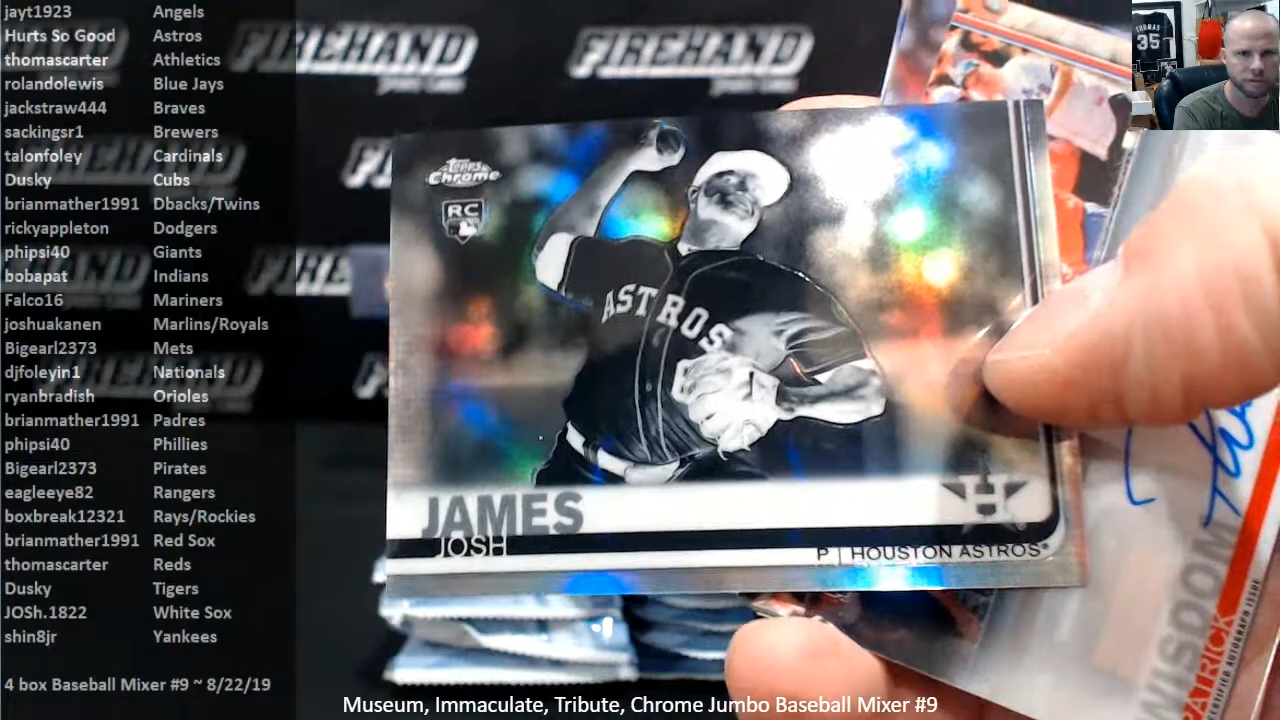 jayt1923 Angels
Hurts So Good Astros
thomascarter Athletics
rolandolewis Blue Jays
jackstraw444 Braves
sackingsr1 Brewers
talonfoley Cardinals
Dusky Cubs
brianmather1991 Dbacks/Twins
rickyappleton Dodgers
phipsi40 Giants
bobapat Indians
Falco16 Mariners
joshuakanen Marlins/Royals
Bigearl2373 Mets
djfoleyin1 Nationals
ryanbradish Orioles
brianmather1991 Padres
phipsi40 Phillies
Bigearl2373 Pirates
eagleeye82 Rangers
boxbreak12321 Rays/Rockies
brianmather1991 Red Sox
thomascarter Reds
Dusky Tigers
JOSh.1822 White Sox
shin8jr Yankees
4 box Baseball Mixer #9 ~ 8/22/19
FIREHAND
FIREHAND
THOMAS
35
Topps
Chrome
RC
ASTROS
JAMES
JOSH
H
P | HOUSTON ASTROS
WISDOM
PATRICK
CERTIFIED AUTOGRAPH ISSUE
Museum, Immaculate, Tribute, Chrome Jumbo Baseball Mixer #9